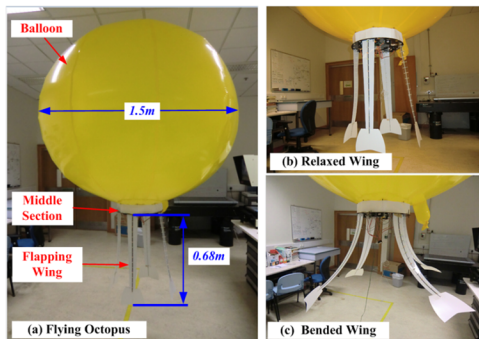 Balloon
1.5m
Middle
Section
Flapping
Wing
0.68m
(a) Flying Octopus
(b) Relaxed Wing
(c) Bended Wing